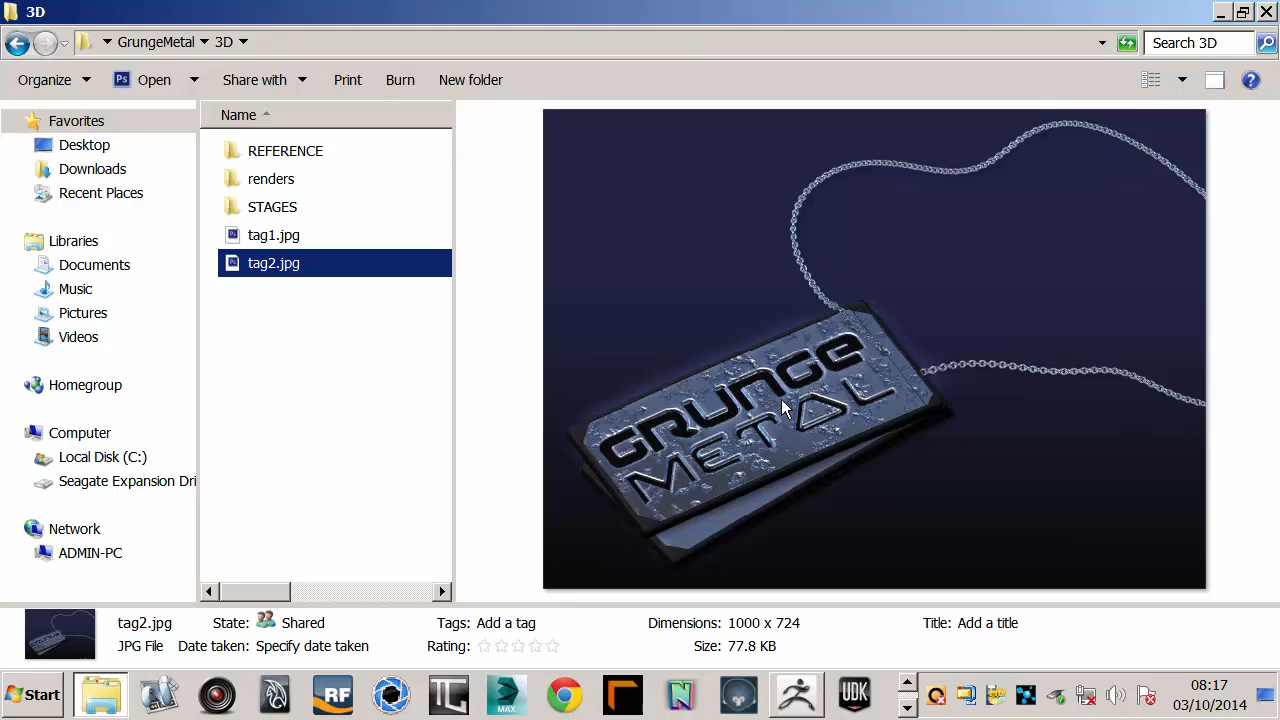 3D
GrungeMetal 3D
Search 3D
Organize Open Share with Print Burn New folder
Name
Favorites
Desktop
Downloads
Recent Places
Libraries
Documents
Music
Pictures
Videos
Homegroup
Computer
Local Disk (C:)
Seagate Expansion Dri
Network
ADMIN-PC
REFERENCE
renders
STAGES
tag1.jpg
tag2.jpg
GRUNGE
METAL
tag2.jpg State: Shared Tags: Add a tag Dimensions: 1000 x 724 Title: Add a title
JPG File Date taken: Specify date taken Rating: Size: 77.8 KB
Start
Ps
RF
TL
MAX
N
UDK
08:17
03/10/2014